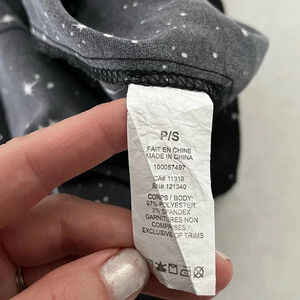 P/S
FAIT EN CHINE
MADE IN CHINA
100057497
CA# 11319
RN# 121340
CORPS / BODY:
97% POLYESTER
3% SPANDEX
GARNITURES NON
COMPRISES /
EXCLUSIVE OF TRIMS